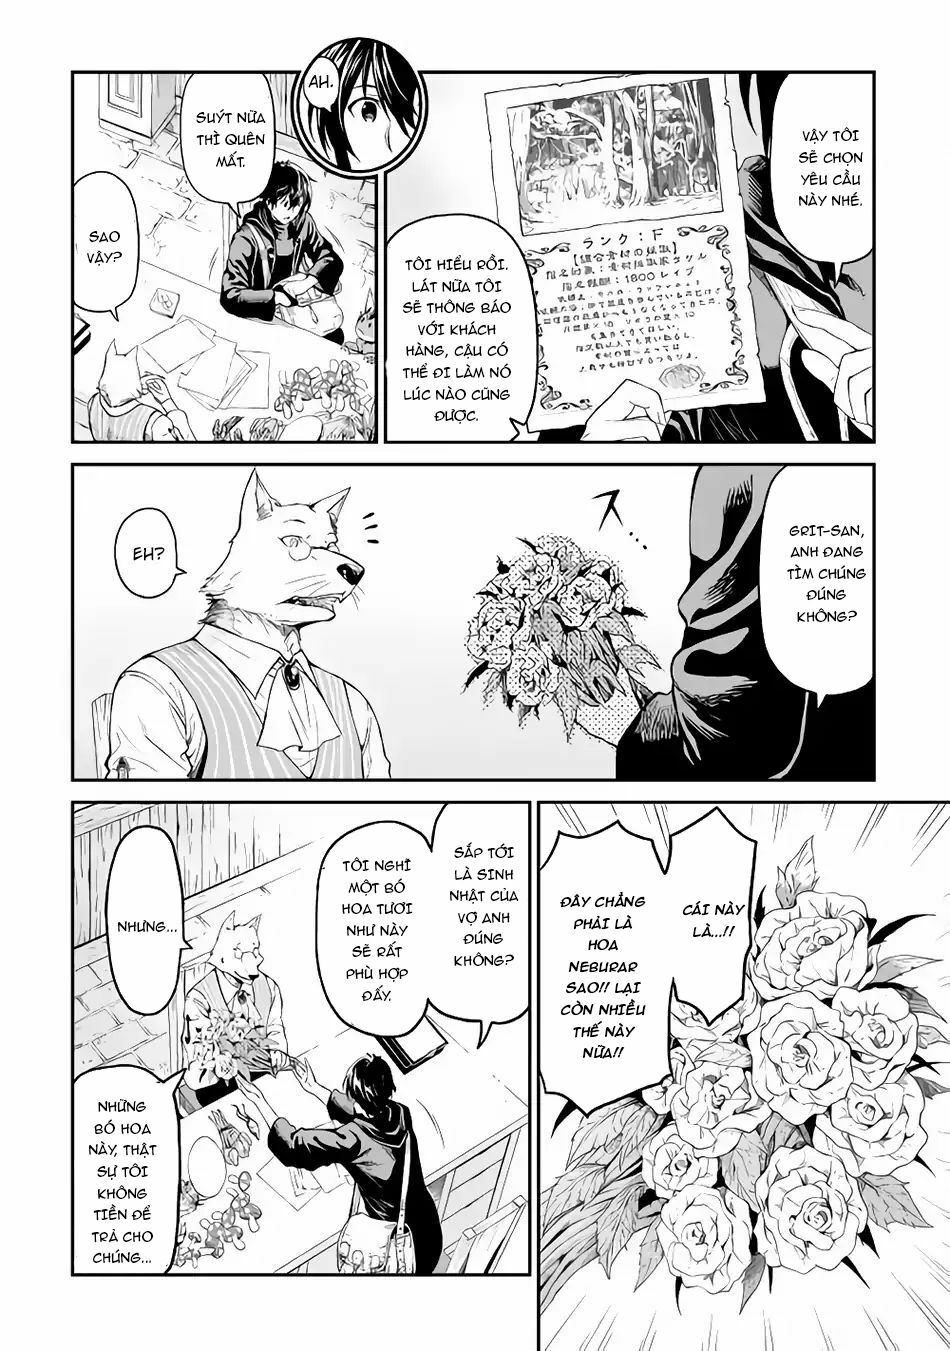 VẬY TÔI
SẼ CHỌN
YÊU CẦU
NÀY NHÉ.
ランク：F
1800レイブ
TÔI HIỂU RỒI.
LÁT NỮA TÔI
SẼ THÔNG BÁO
VỚI KHÁCH
HÀNG, CẬU CÓ
THỂ ĐI LÀM NÓ
LÚC NÀO CŨNG
ĐƯỢC.
AH.
SUÝT NỮA
THÌ QUÊN
MẤT.
SAO
VẬY?
GRIT-SAN,
ANH ĐANG
TÌM CHÚNG
ĐÚNG
KHÔNG?
EH?
CÁI NÀY
LÀ...!!
ĐÂY CHẲNG
PHẢI LÀ
HOA
NEBURAR
SAO!! LẠI
CÒN NHIỀU
THẾ NÀY
NỮA!!
SẮP TỚI
LÀ SINH
NHẬT CỦA
VỢ ANH
ĐÚNG
KHÔNG?
TÔI NGHĨ
MỘT BÓ
HOA TƯƠI
NHƯ NÀY
SẼ RẤT
PHÙ HỢP
ĐẤY.
NHƯNG...
NHỮNG
BÓ HOA
NÀY, THẬT
SỰ TÔI
KHÔNG
TIỀN ĐỂ
TRẢ CHO
CHÚNG...